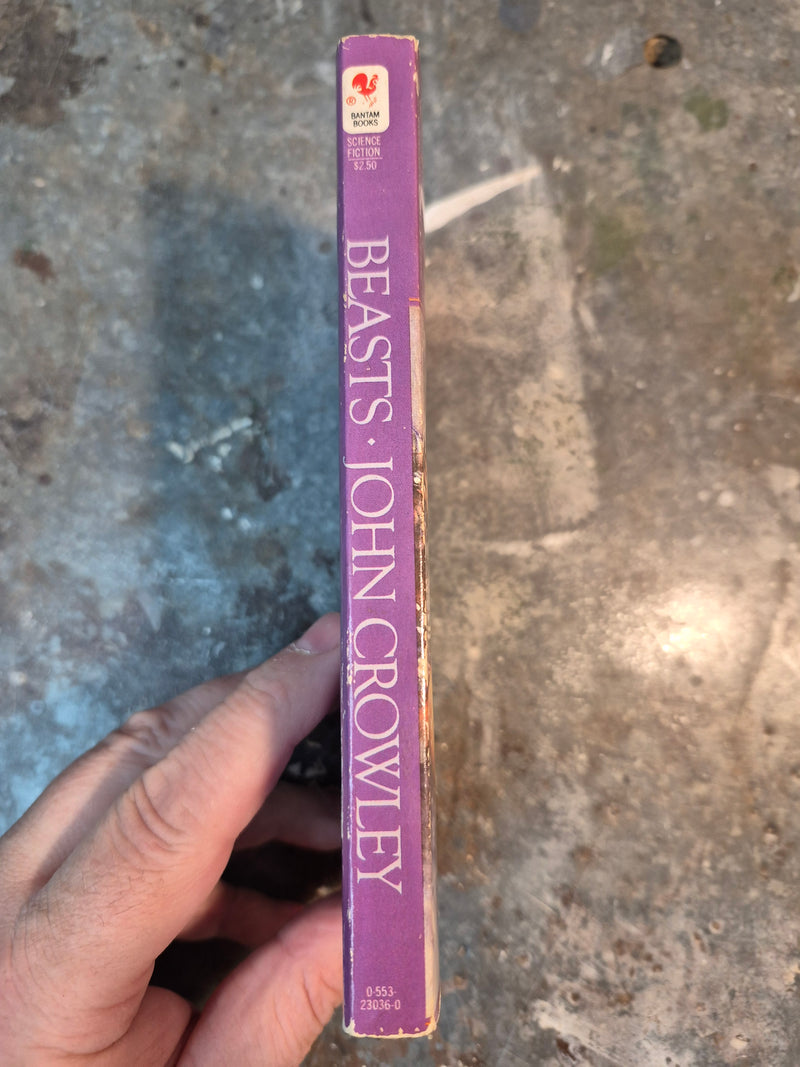 ®
BANTAM
BOOKS
SCIENCE
FICTION
$2.50
BEASTS · JOHN CROWLEY
0-553-
23036-0